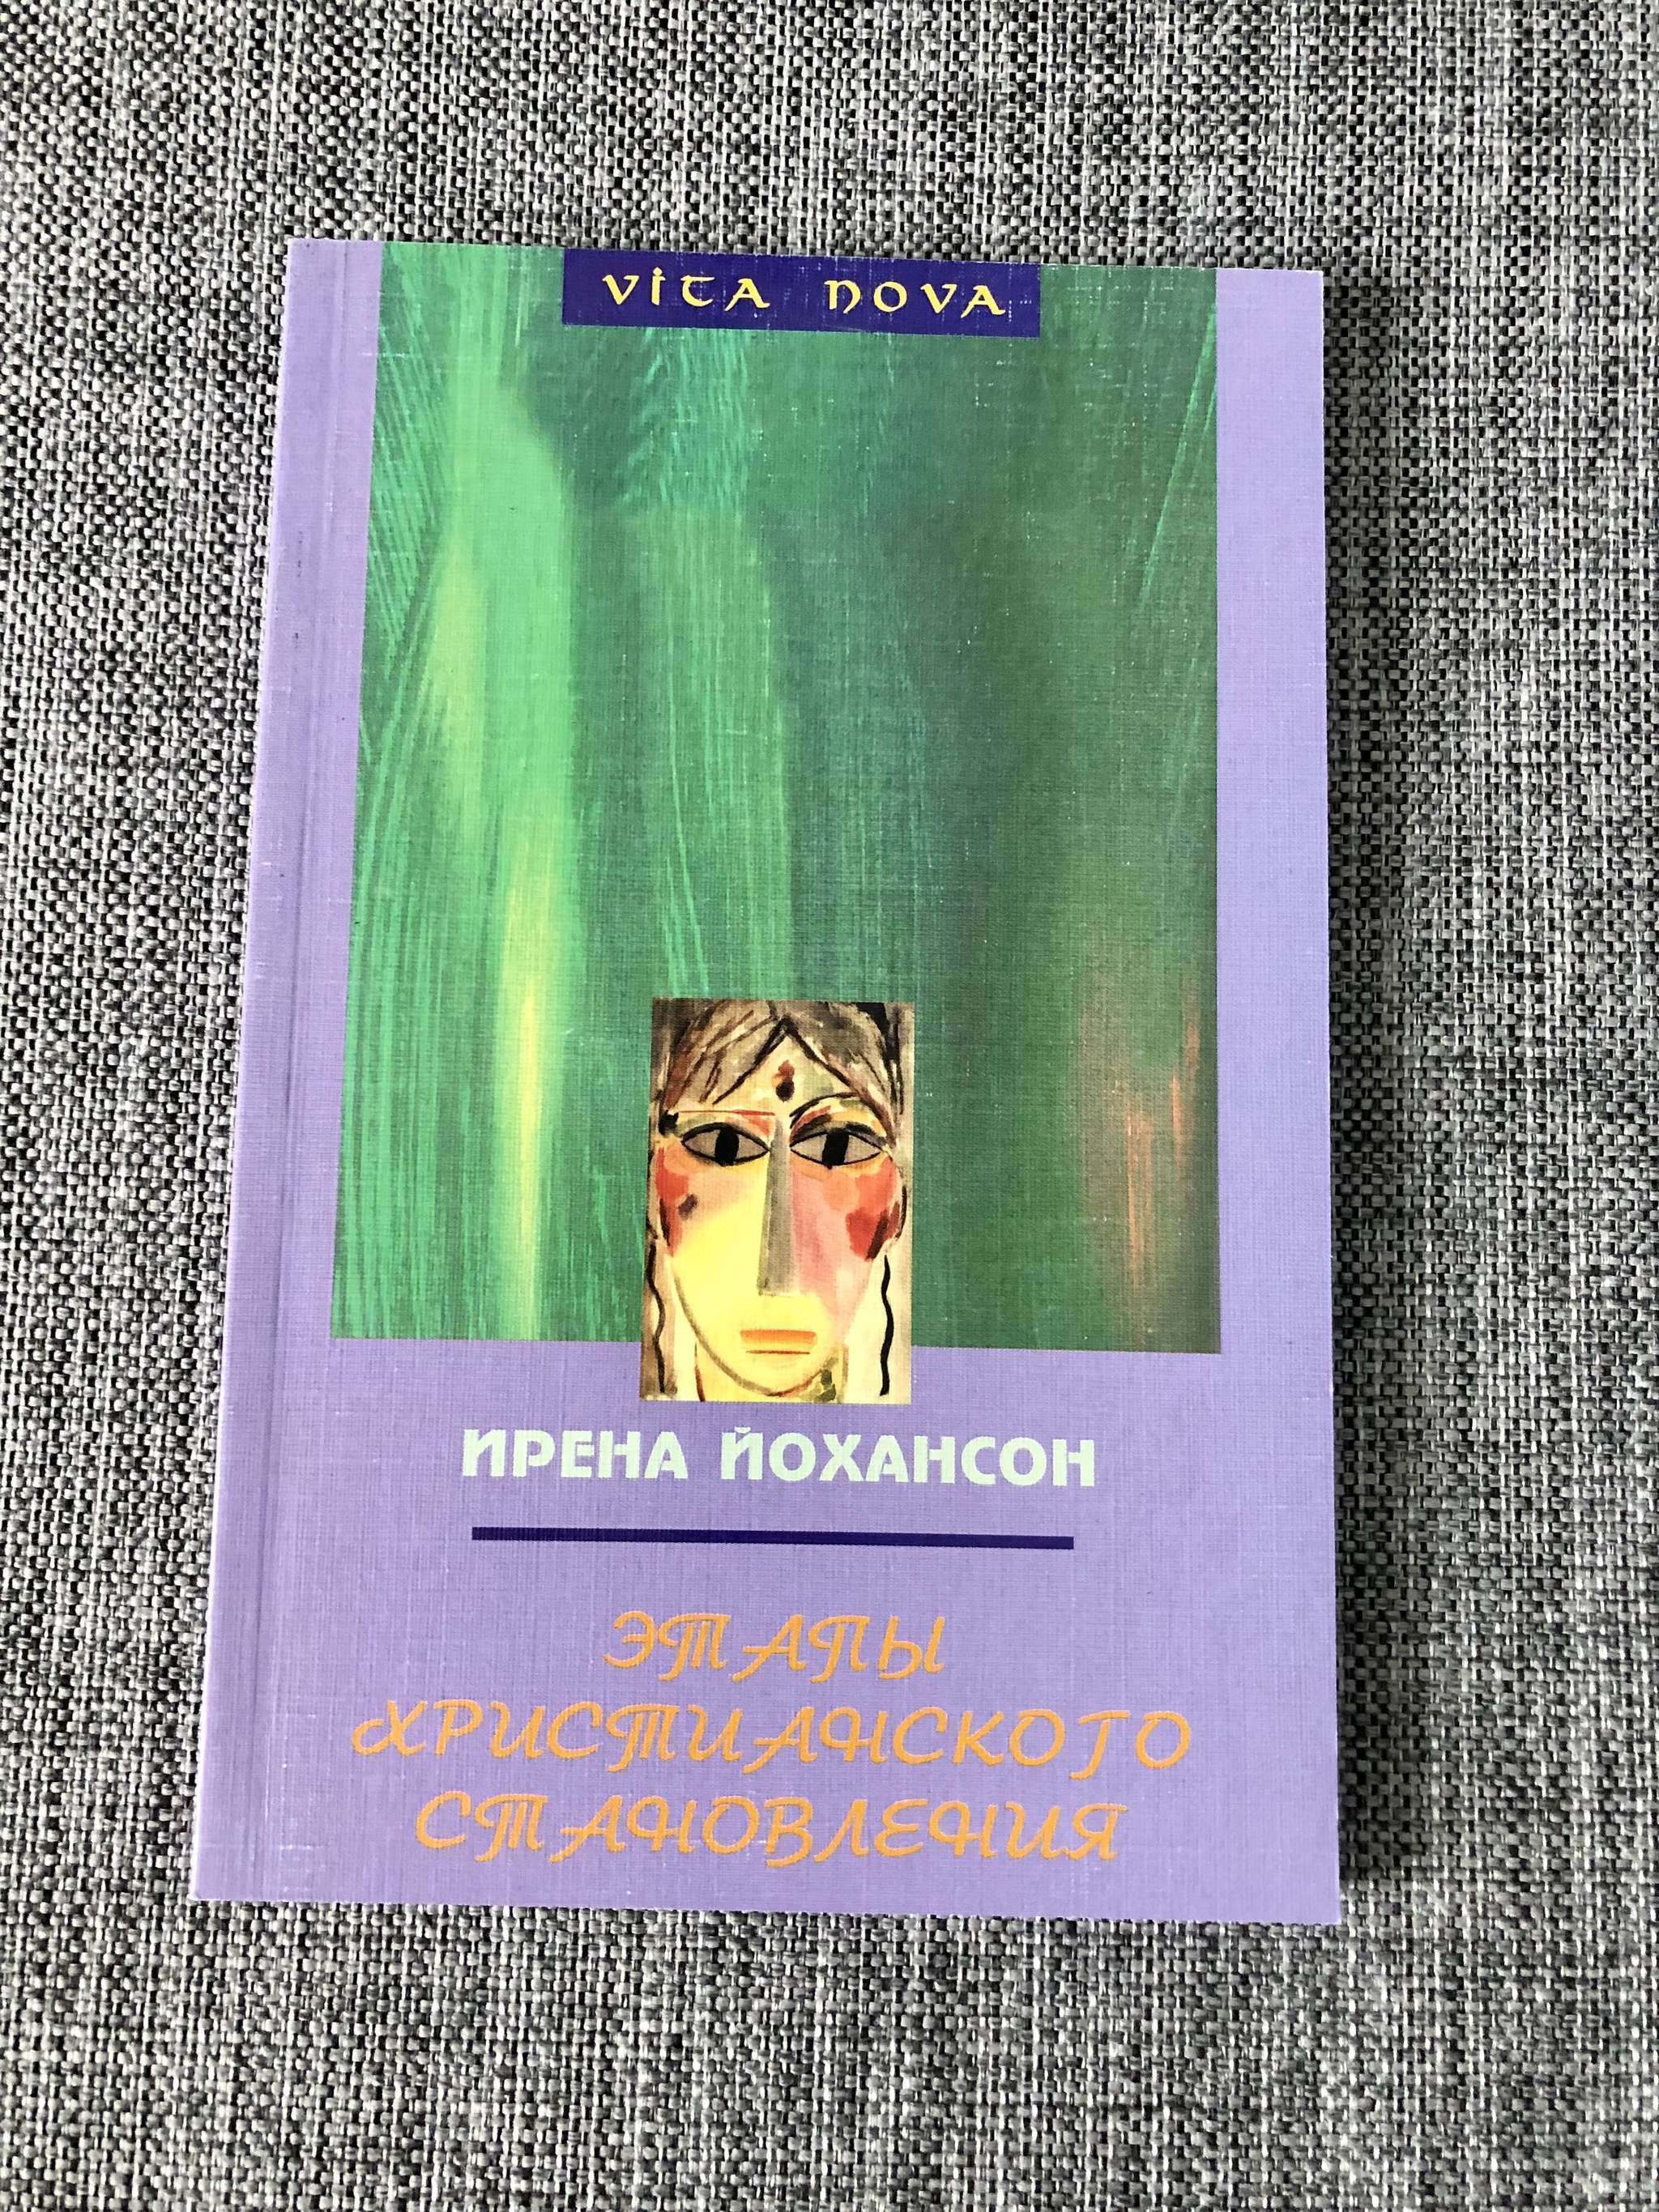 VITA NOVA
ИРЕНА ЙОХАНСОН
ЭТАПЫ
ХРИСТИАНСКОГО
СТАНОВЛЕНИЯ